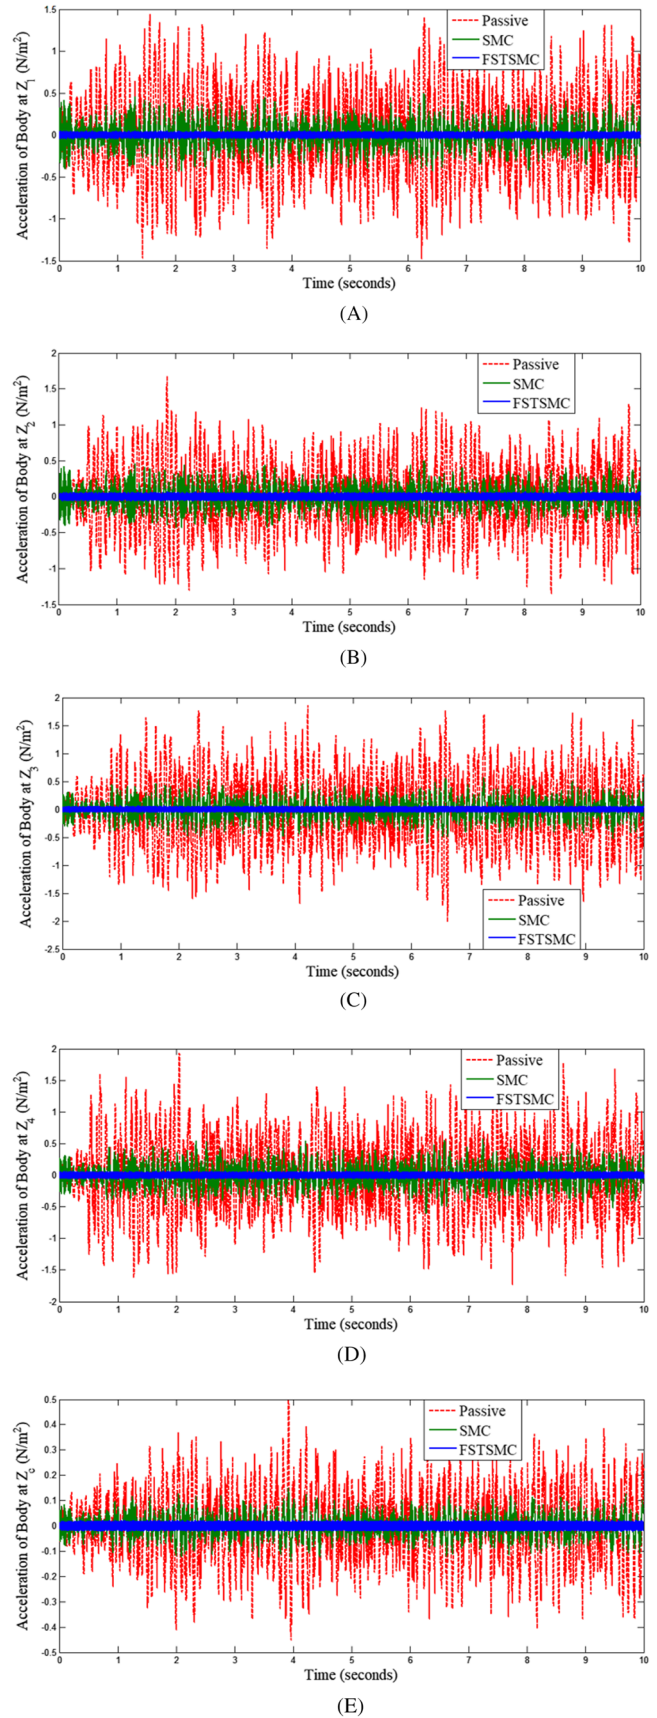 Acceleration of Body at Z1 (N/m²)
1.5
1
0.5
0
-0.5
-1
-1.5
Passive
SMC
FSTSMC
0 1 2 3 4 5 6 7 8 9 10
Time (seconds)
(A)
Acceleration of Body at Z2 (N/m²)
2
1.5
1
0.5
0
-0.5
-1
-1.5
Passive
SMC
FSTSMC
0 1 2 3 4 5 6 7 8 9 10
Time (seconds)
(B)
Acceleration of Body at Z3 (N/m²)
2
1.5
1
0.5
0
-0.5
-1
-1.5
-2
-2.5
Passive
SMC
FSTSMC
0 1 2 3 4 5 6 7 8 9 10
Time (seconds)
(C)
Acceleration of Body at Z4 (N/m²)
2
1.5
1
0.5
0
-0.5
-1
-1.5
-2
Passive
SMC
FSTSMC
0 1 2 3 4 5 6 7 8 9 10
Time (seconds)
(D)
Acceleration of Body at Zc (N/m²)
0.5
0.4
0.3
0.2
0.1
0
-0.1
-0.2
-0.3
-0.4
-0.5
Passive
SMC
FSTSMC
0 1 2 3 4 5 6 7 8 9 10
Time (seconds)
(E)